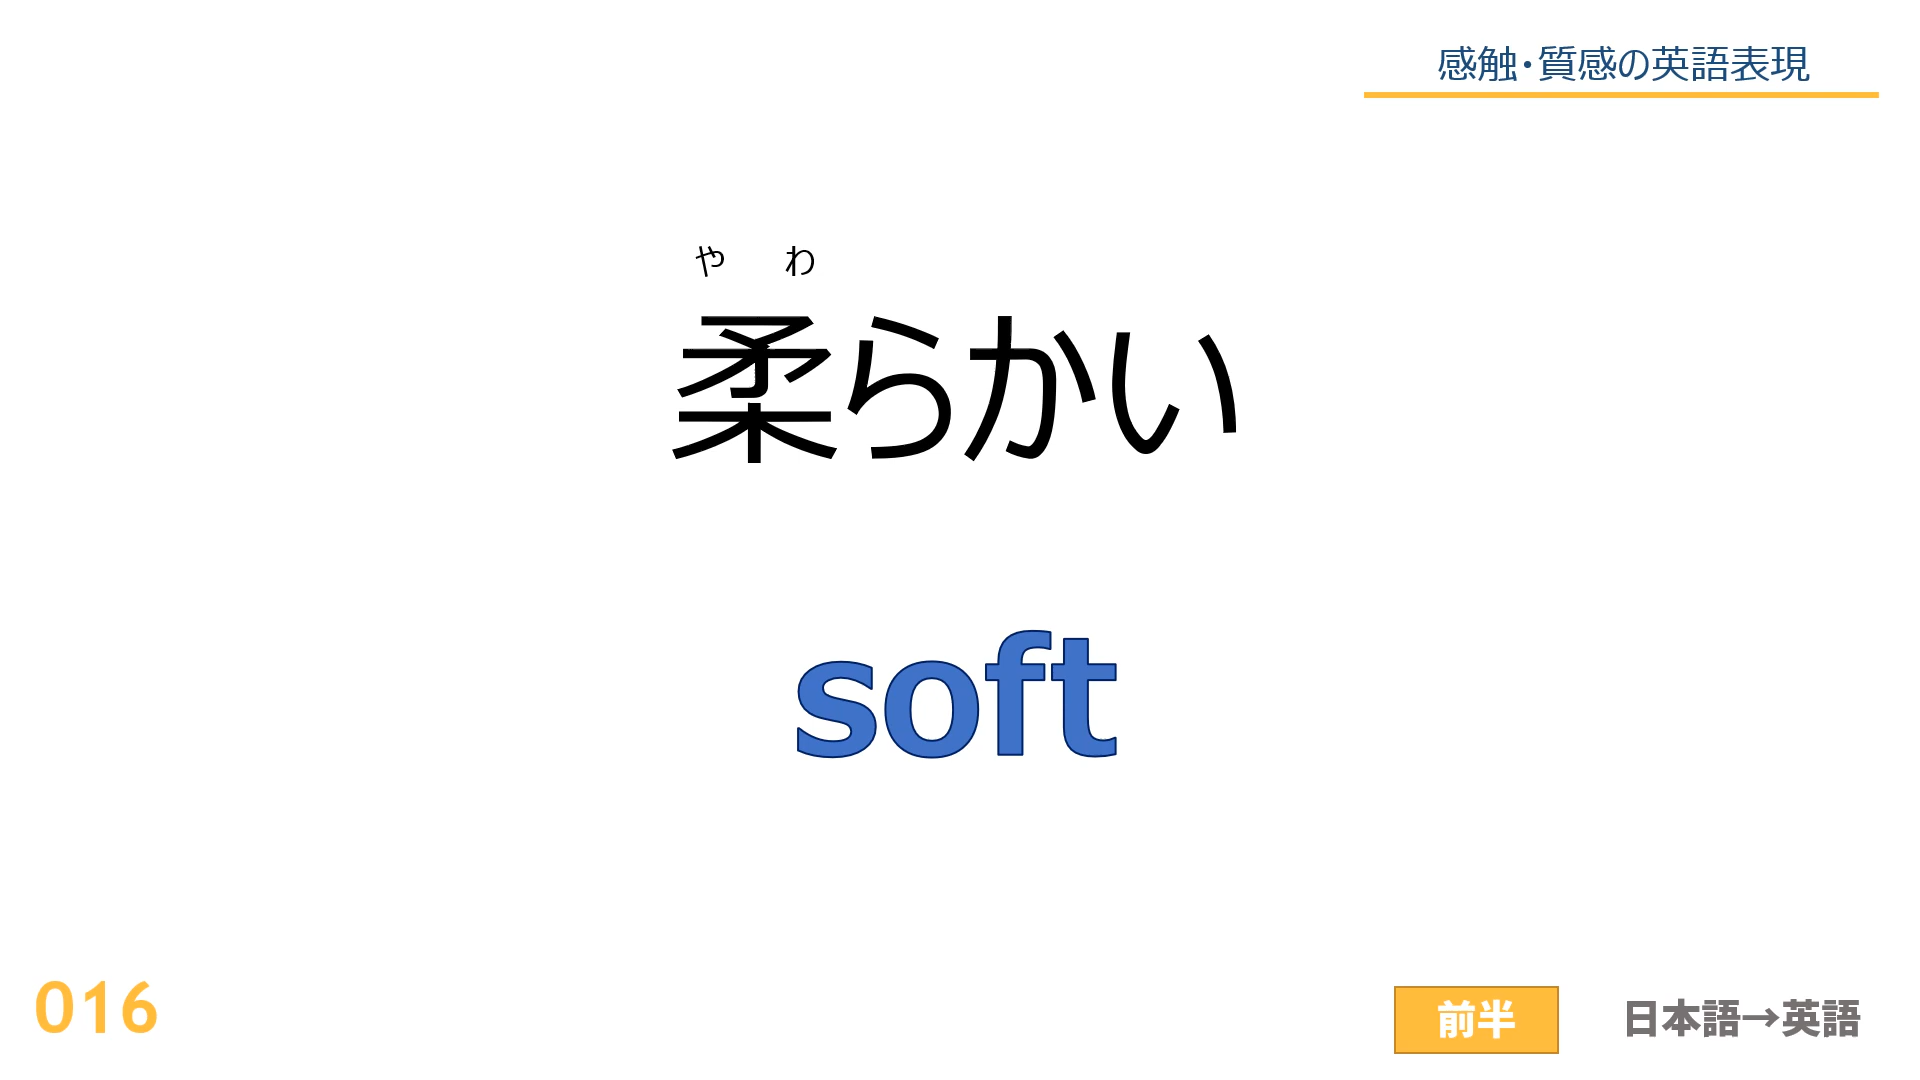 感触・質感の英語表現
やわ
柔らかい
soft
016
前半
日本語→英語